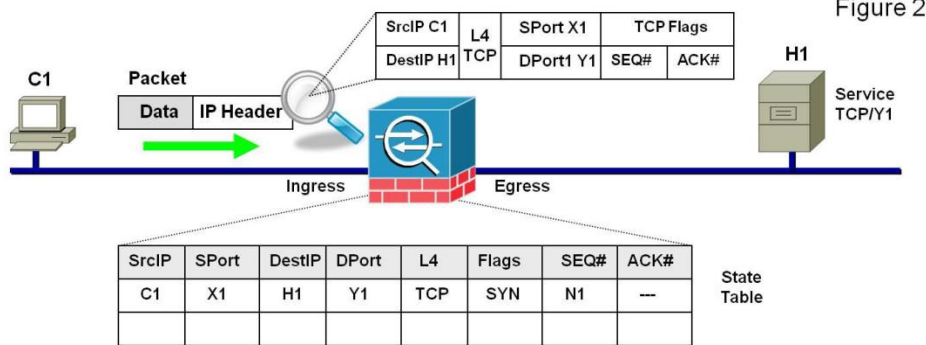 Figure 2
SrcIP C1 L4 TCP SPort X1 TCP Flags
DestIP H1 DPort1 Y1 SEQ# ACK#
C1
Packet
Data IP Header
H1
Service
TCP/Y1
Ingress
Egress
SrcIP SPort DestIP DPort L4 Flags SEQ# ACK#
C1 X1 H1 Y1 TCP SYN N1 ---
State
Table